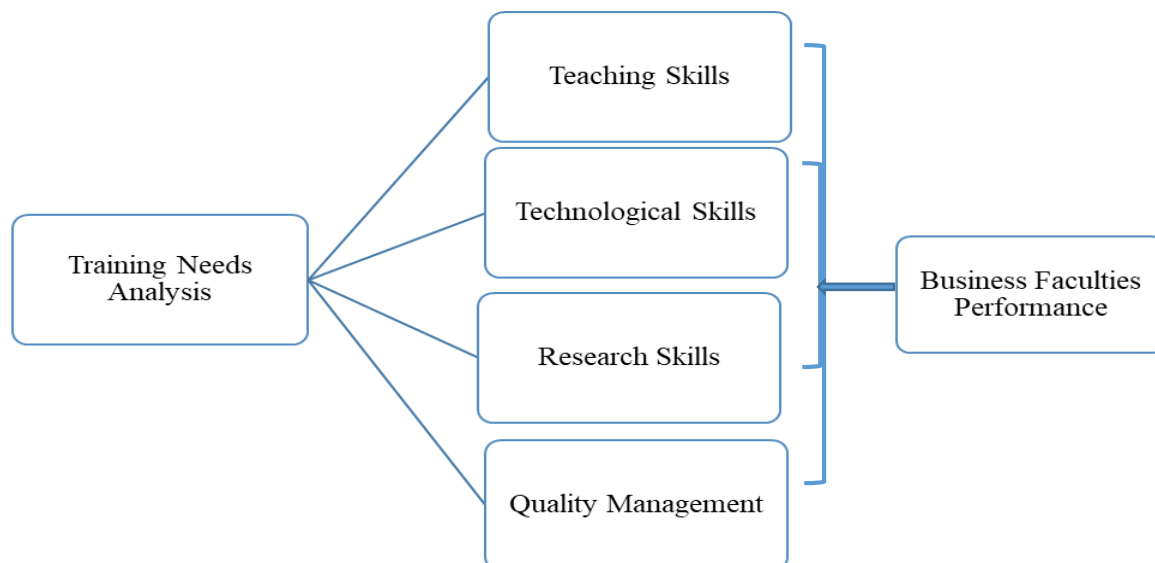 Teaching Skills
Technological Skills
Training Needs
Analysis
Business Faculties
Performance
Research Skills
Quality Management